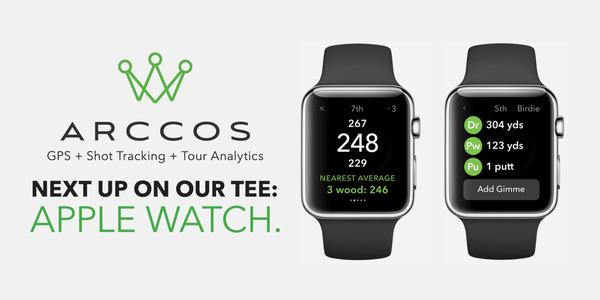 ARCCOS
GPS + Shot Tracking + Tour Analytics
NEXT UP ON OUR TEE:
APPLE WATCH.
× 7th -3
267
248
229
NEAREST AVERAGE
3 wood: 246
< 5th Birdie
Dr 304 yds
Pw 123 yds
Pu 1 putt
Add Gimme